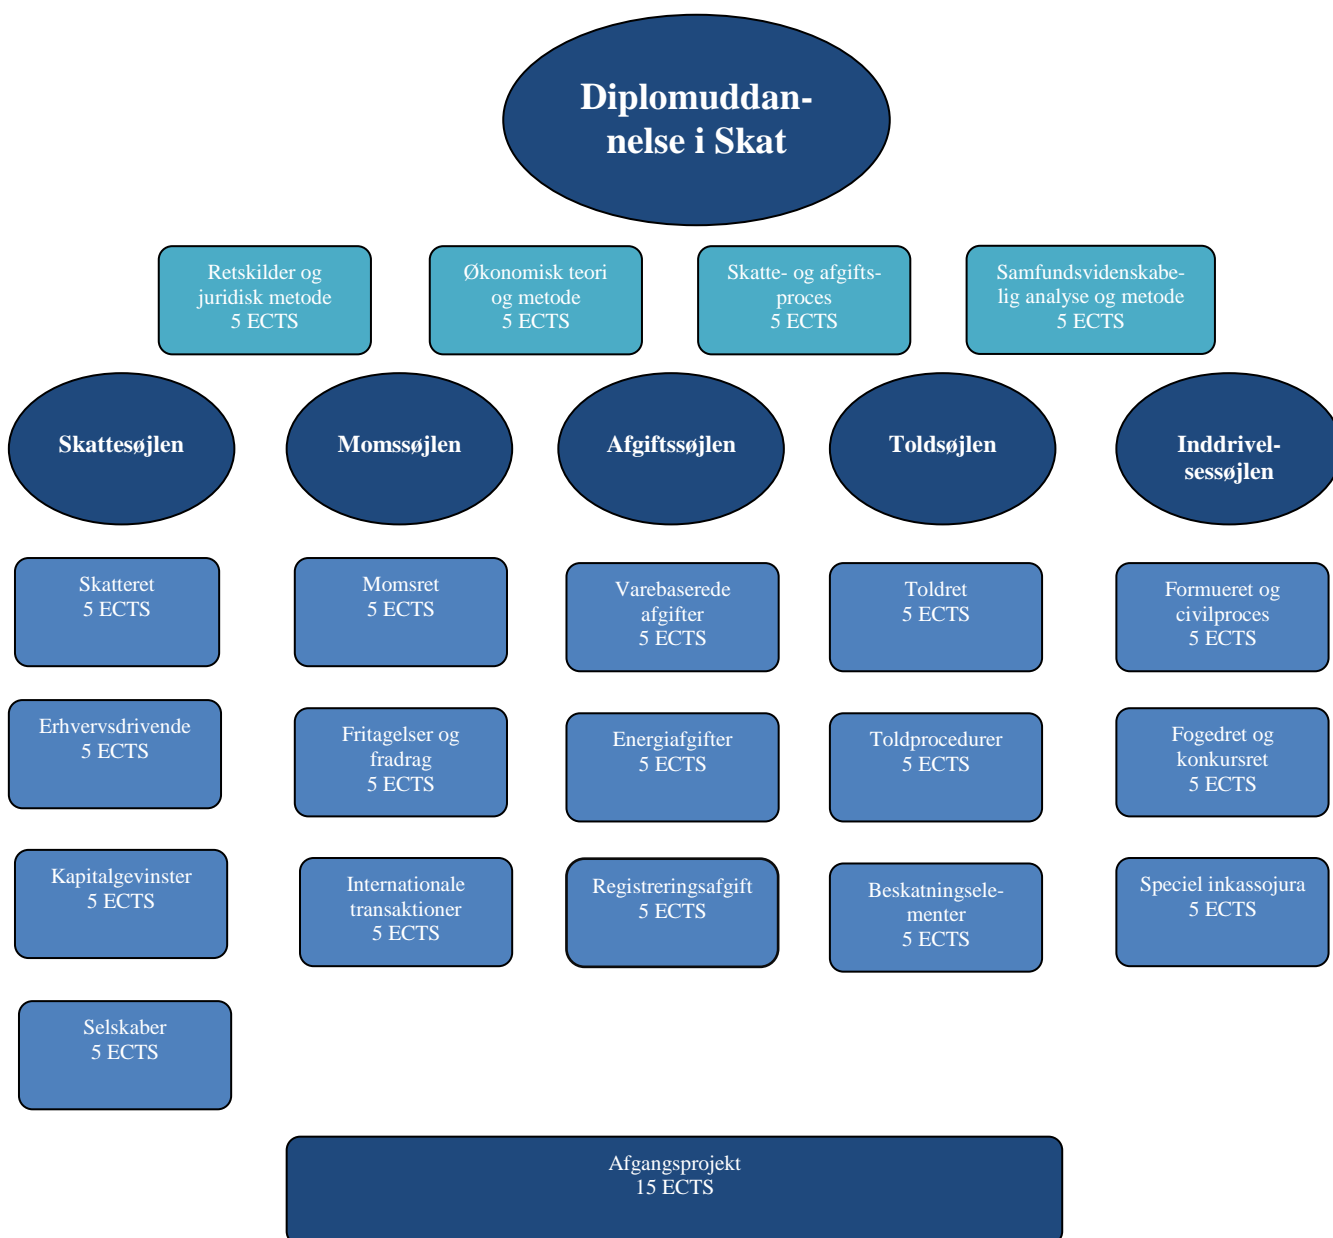 Diplomuddan-
nelse i Skat
Retskilder og
juridisk metode
5 ECTS
Økonomisk teori
og metode
5 ECTS
Skatte- og afgifts-
proces
5 ECTS
Samfundsvidenskabe-
lig analyse og metode
5 ECTS
Skattesøjlen
Momssøjlen
Afgiftssøjlen
Toldsøjlen
Inddrivel-
sessøjlen
Skatteret
5 ECTS
Momsret
5 ECTS
Varebaserede
afgifter
5 ECTS
Toldret
5 ECTS
Formueret og
civilproces
5 ECTS
Erhvervsdrivende
5 ECTS
Fritagelser og
fradrag
5 ECTS
Energiafgifter
5 ECTS
Toldprocedurer
5 ECTS
Fogedret og
konkursret
5 ECTS
Kapitalgevinster
5 ECTS
Internationale
transaktioner
5 ECTS
Registreringsafgift
5 ECTS
Beskatningsele-
menter
5 ECTS
Speciel inkassojura
5 ECTS
Selskaber
5 ECTS
Afgangsprojekt
15 ECTS